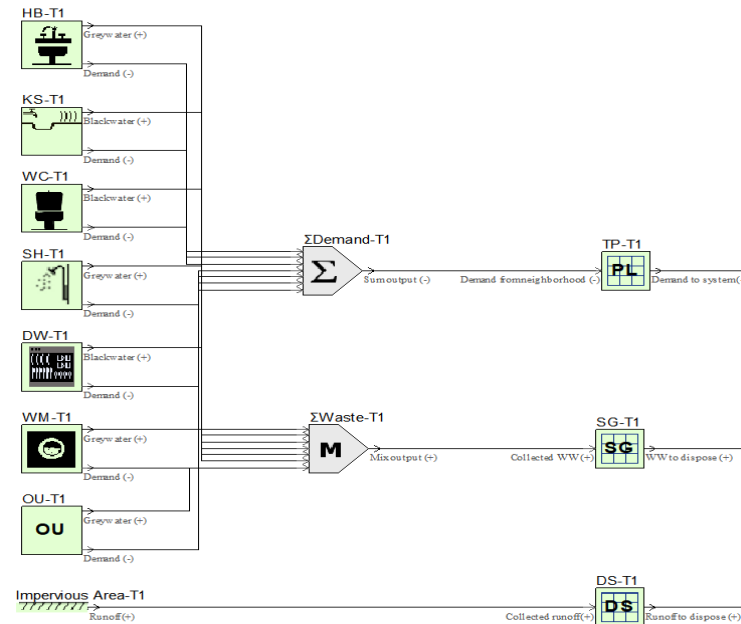 HB-T1
Greywater (+)
Demand (-)
KS-T1
Blackwater (+)
Demand (-)
WC-T1
Blackwater (+)
Demand (-)
SH-T1
Greywater (+)
Demand (-)
DW-T1
Blackwater (+)
Demand (-)
WM-T1
Greywater (+)
Demand (-)
OU-T1
OU
Greywater (+)
Demand (-)
Impervious Area-T1
Runoff(+)
ΣDemand-T1
Σ
Sum output (-)
Demand from neighborhood (-)
TP-T1
PL
Demand to system(-
ΣWaste-T1
M
Mix output (+)
Collected WW(+)
SG-T1
SG
WW to dispose (+)
Collected runoff(+)
DS-T1
DS
Runoff to dispose (+)